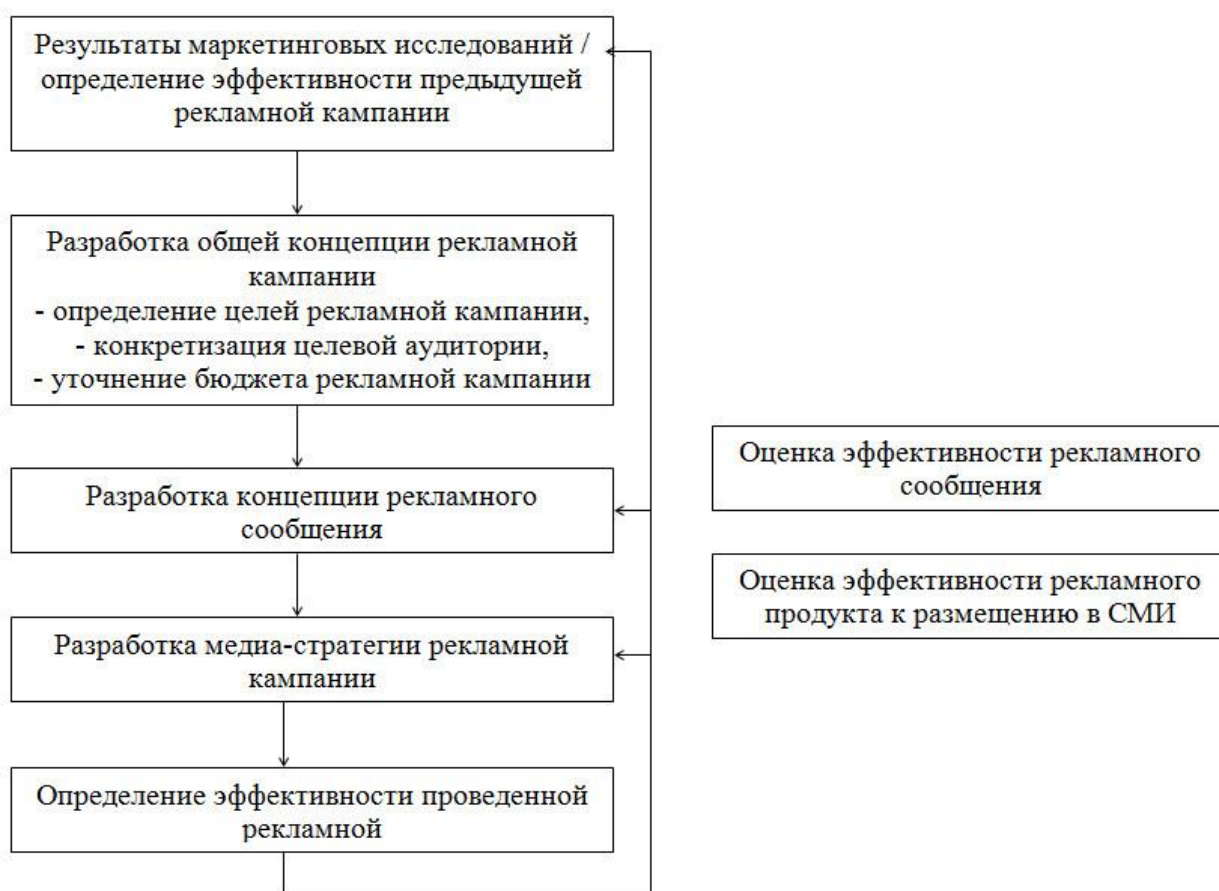 Результаты маркетинговых исследований /
определение эффективности предыдущей
рекламной кампании
Разработка общей концепции рекламной
кампании
- определение целей рекламной кампании,
- конкретизация целевой аудитории,
- уточнение бюджета рекламной кампании
Разработка концепции рекламного
сообщения
Разработка медиа-стратегии рекламной
кампании
Определение эффективности проведенной
рекламной
Оценка эффективности рекламного
сообщения
Оценка эффективности рекламного
продукта к размещению в СМИ